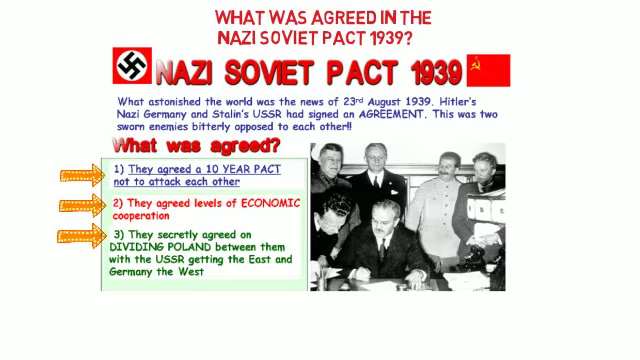 WHAT WAS AGREED IN THE
NAZI SOVIET PACT 1939?
NAZI SOVIET PACT 1939
What astonished the world was the news of 23rd August 1939. Hitler's
Nazi Germany and Stalin's USSR had signed an AGREEMENT. This was two
sworn enemies bitterly opposed to each other!!
What was agreed?
1) They agreed a 10 YEAR PACT
not to attack each other
2) They agreed levels of ECONOMIC
cooperation
3) They secretly agreed on
DIVIDING POLAND between them
with the USSR getting the East and
Germany the West